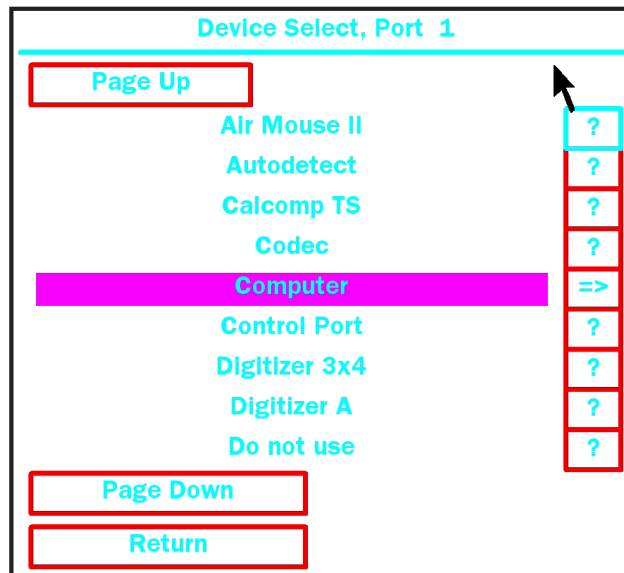 Device Select, Port 1
Page Up
Air Mouse II ?
Autodetect ?
Calcomp TS ?
Codec ?
Computer =>
Control Port ?
Digitizer 3x4 ?
Digitizer A ?
Do not use ?
Page Down
Return